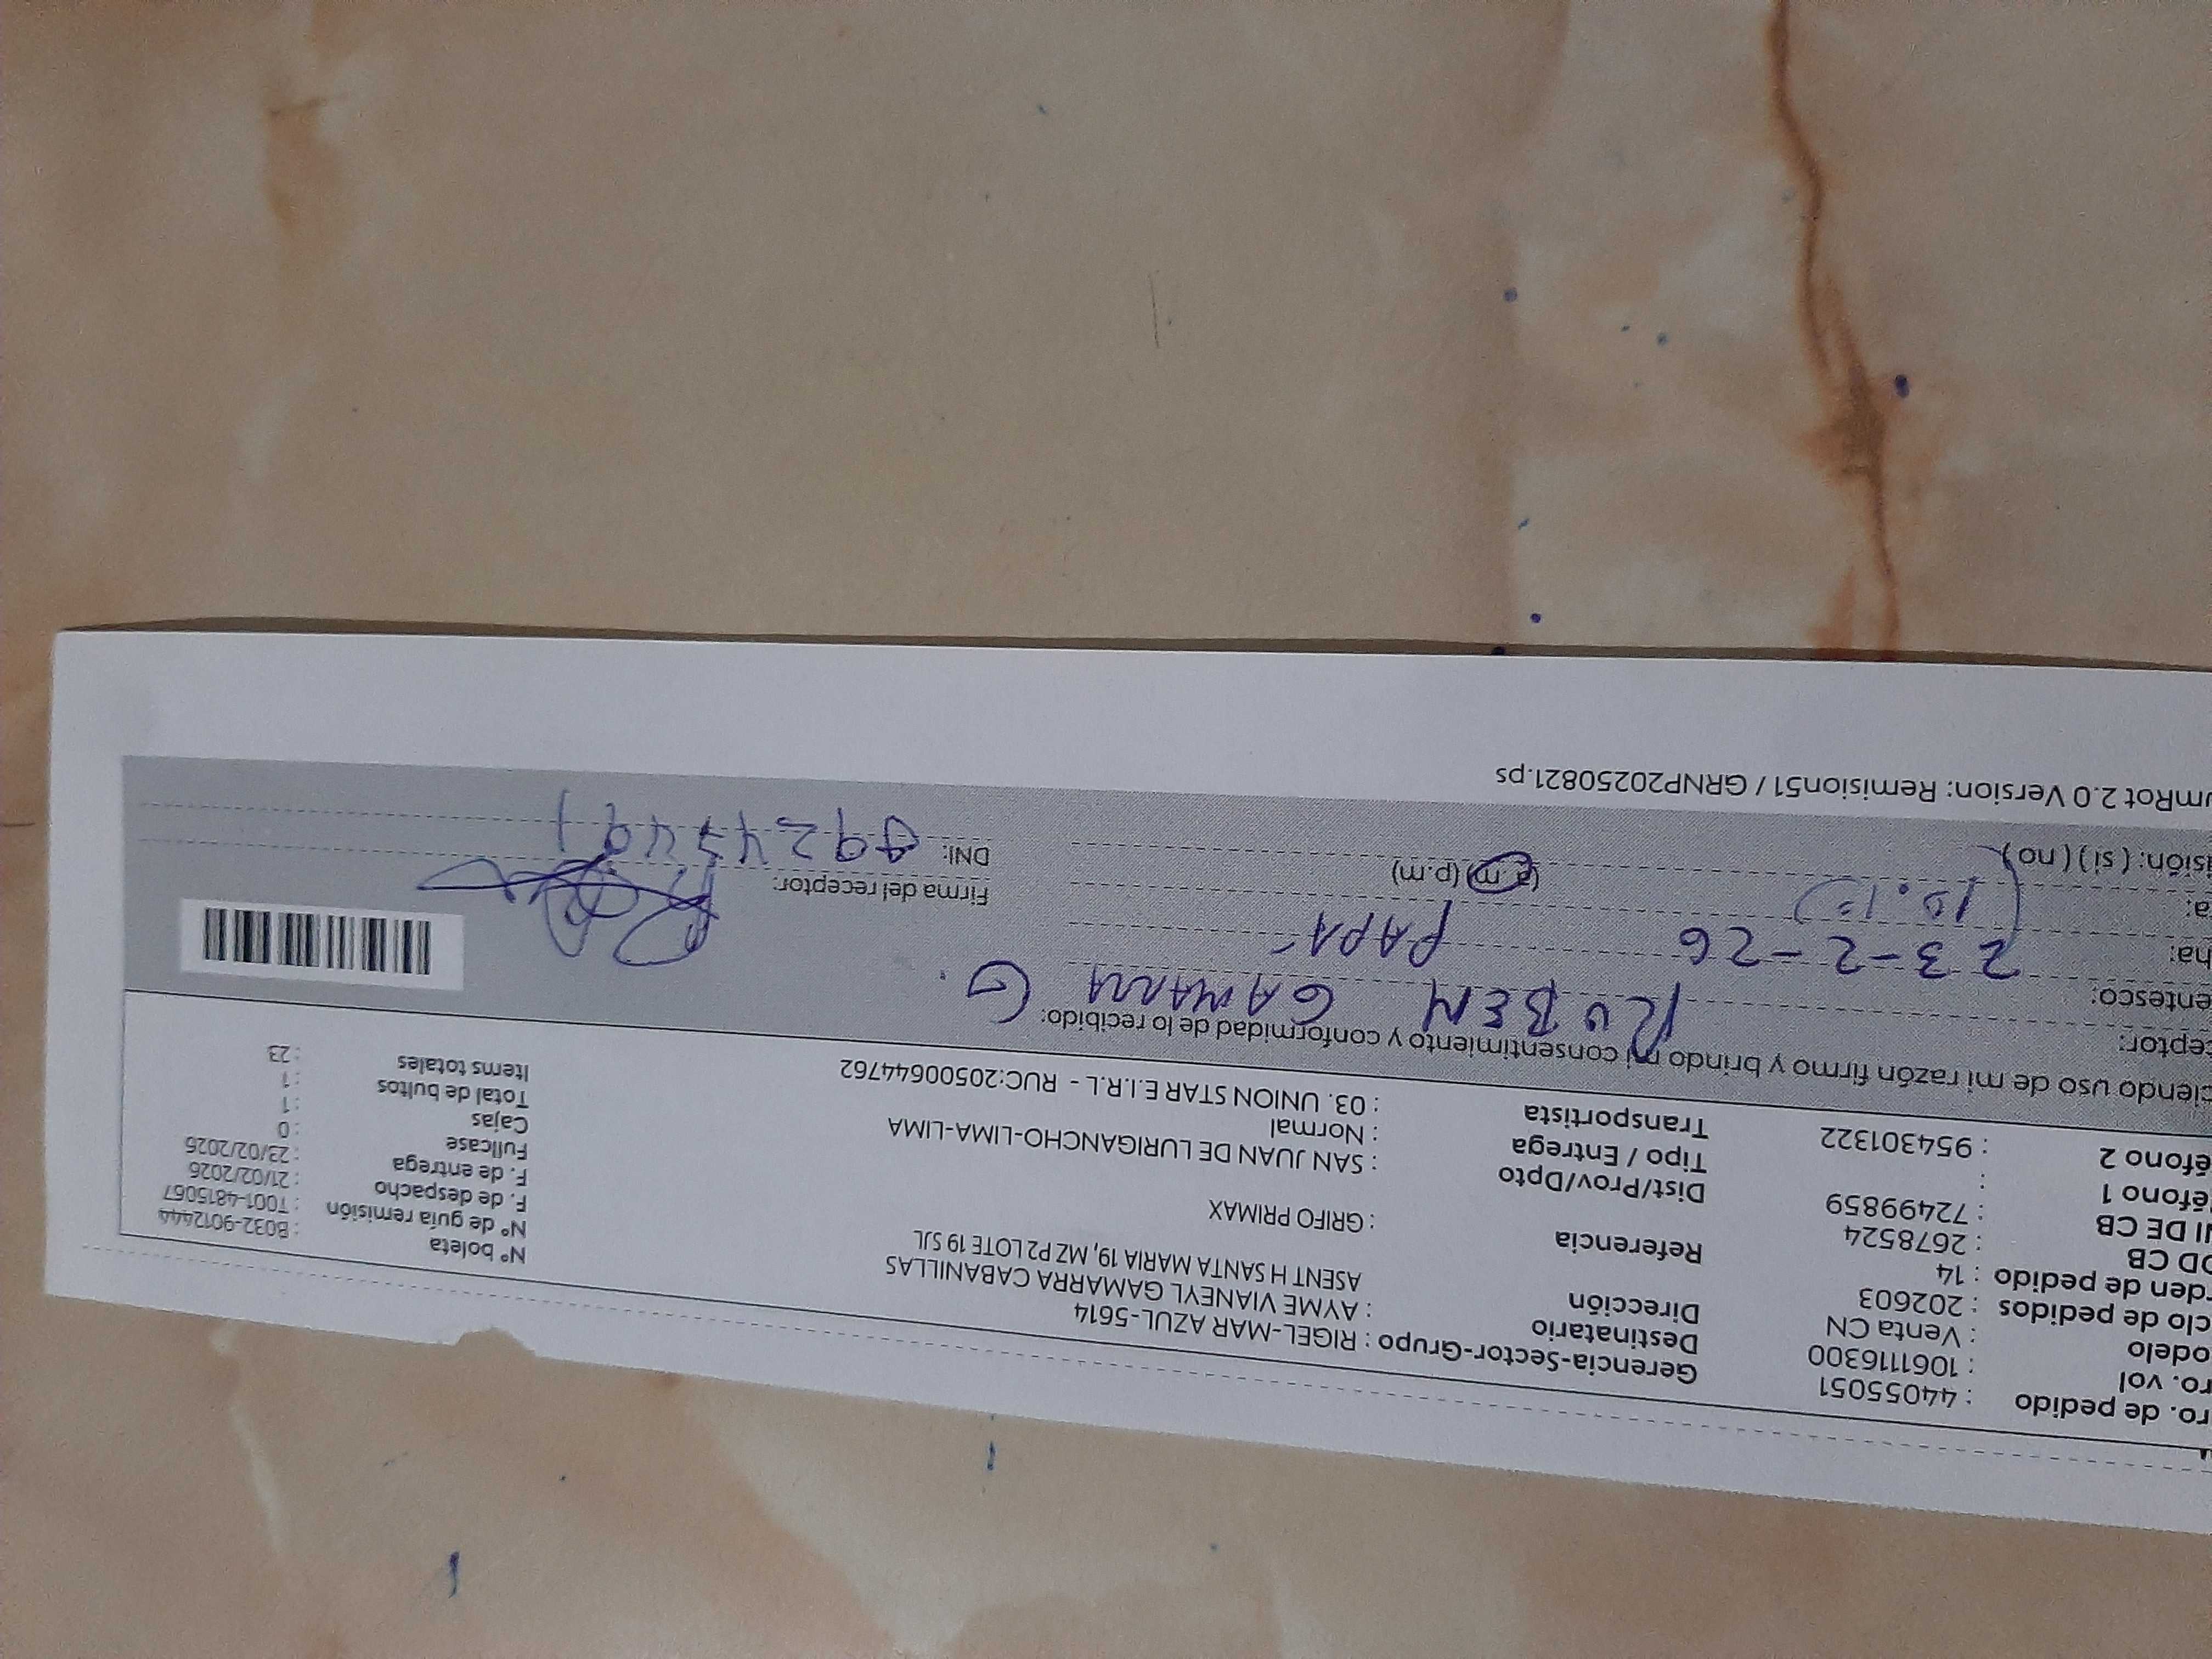 ro. de pedido : 44055051
ro. vol : 1061116300
odelo : Venta CN
clo de pedidos : 202603
rden de pedido : 14
OD CB : 2678524
NI DE CB : 72499859
léfono 1 :
éfono 2 : 954301322
Gerencia-Sector-Grupo : RIGEL-MAR AZUL-5614
Destinatario : AYME VIANEYL GAMARRA CABANILLAS
Dirección ASENT H SANTA MARIA 19, MZ P2 LOTE 19 SJL
Referencia : GRIFO PRIMAX
Dist/Prov/Dpto : SAN JUAN DE LURIGANCHO-LIMA-LIMA
Tipo / Entrega : Normal
Transportista : 03. UNION STAR E.I.R.L - RUC:20500644762
Nº boleta : B032-9012444
Nº de guía remisión : T001-4815067
F. de despacho : 21/02/2026
F. de entrega : 23/02/2026
Fullcase : 0
Cajas : 1
Total de bultos : 1
Items totales : 23
ciendo uso de mi razón firmo y brindo mi consentimiento y conformidad de lo recibido:
ceptor: RUBEN GAMARRA G.
entesco: PAPA
ha: 23-2-26
a: (a.m) (p.m)
isión: ( si ) ( no )
Firma del receptor:
DNI:
umRot 2.0 Version: Remision51 / GRNP20250821.ps